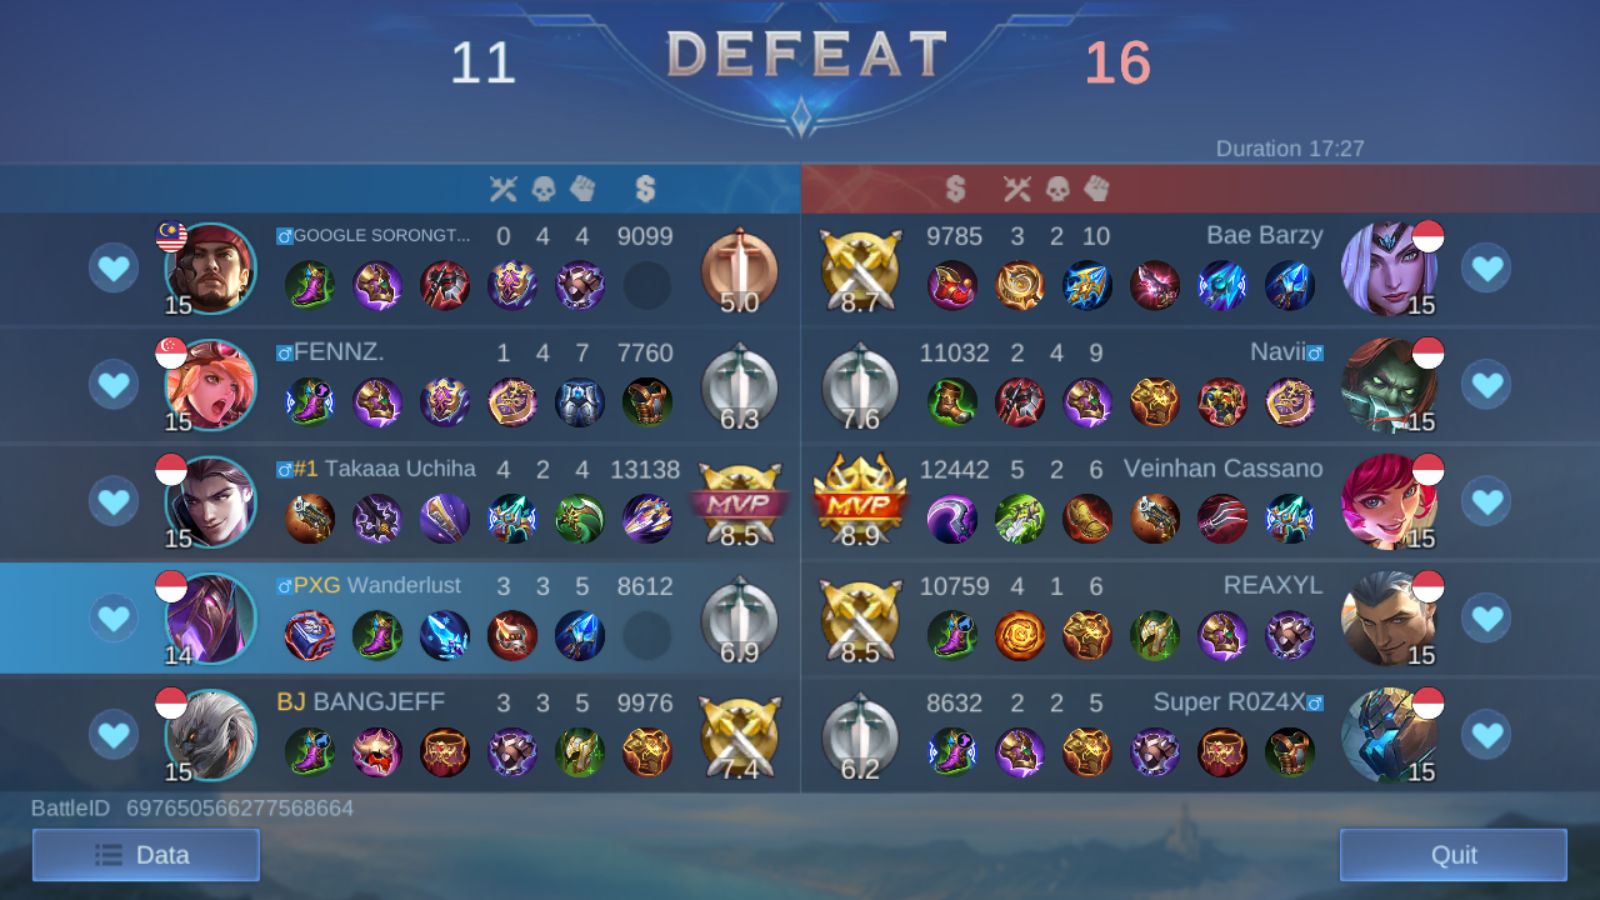 11 DEFEAT 16
Duration 17:27
GOOGLE SORONGT... 0 4 4 9099
15 5.0
8.7 9785 3 2 10 Bae Barzy
15
FENNZ. 1 4 7 7760
15 6.3
7.6 11032 2 4 9 Navii
15
#1 Takaaa Uchiha 4 2 4 13138
15 MVP 8.5
MVP 8.9 12442 5 2 6 Veinhan Cassano
15
PXG Wanderlust 3 3 5 8612
14 6.9
8.5 10759 4 1 6 REAXYL
15
BJ BANGJEFF 3 3 5 9976
15 7.4
6.2 8632 2 2 5 Super R0Z4X
15
BattleID 697650566277568664
Data
Quit